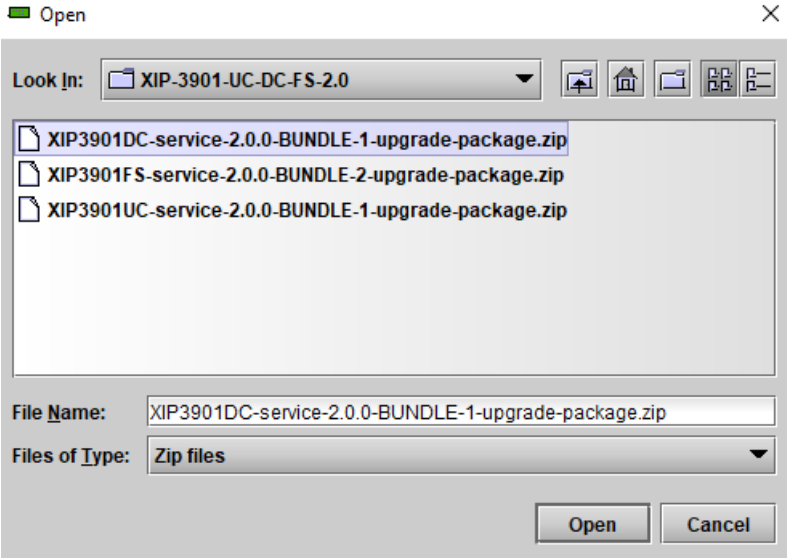 Open
Look In: XIP-3901-UC-DC-FS-2.0
XIP3901DC-service-2.0.0-BUNDLE-1-upgrade-package.zip
XIP3901FS-service-2.0.0-BUNDLE-2-upgrade-package.zip
XIP3901UC-service-2.0.0-BUNDLE-1-upgrade-package.zip
File Name: XIP3901DC-service-2.0.0-BUNDLE-1-upgrade-package.zip
Files of Type: Zip files
Open Cancel